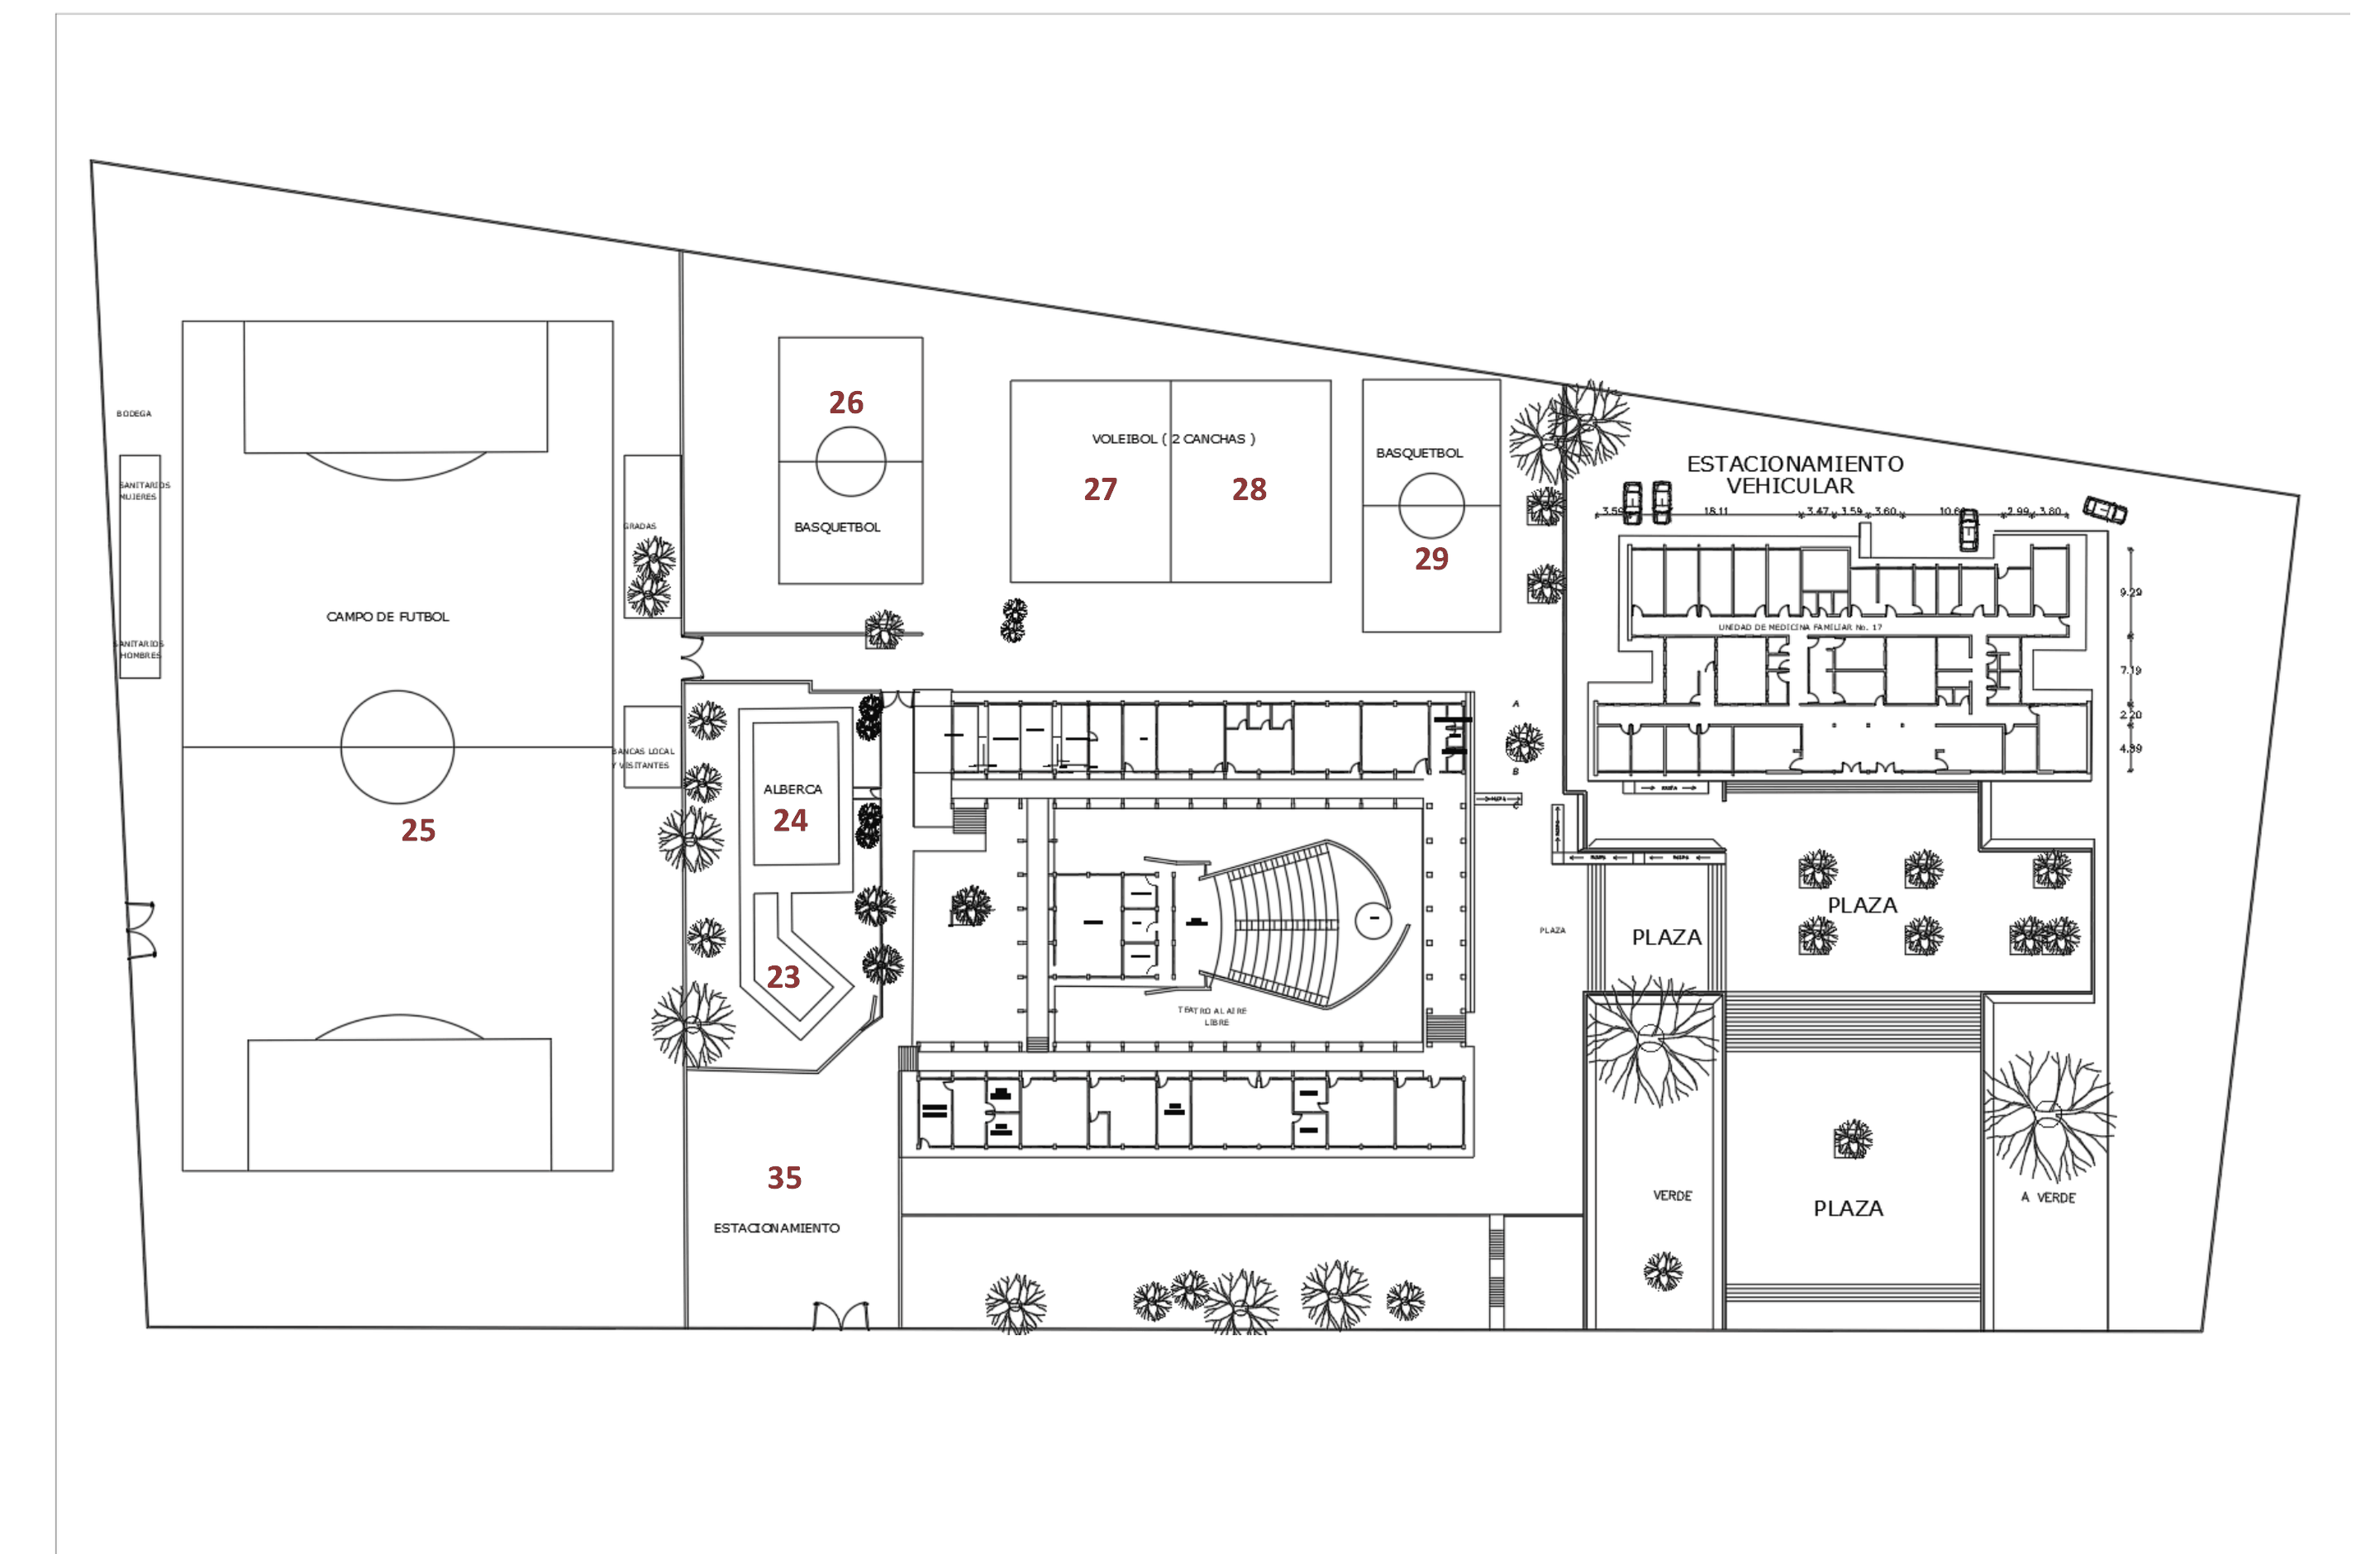 26
BODEGA
VOLEIBOL ( 2 CANCHAS )
BASQUETBOL
ESTACIONAMIENTO
VEHICULAR
SANITARIOS
MUJERES
27
28
3.59
18.11
3.47
3.59
3.60
2.99
3.80
GRADAS
BASQUETBOL
29
9.29
CAMPO DE FUTBOL
UNIDAD DE MEDICINA FAMILIAR No. 17
SANITARIOS
HOMBRES
7.19
A
2.20
BANCAS LOCAL
Y VISITANTES
4.39
B
ALBERCA
C
24
25
PLAZA
PLAZA
PLAZA
23
TEATRO AL AIRE
LIBRE
35
VERDE
A VERDE
PLAZA
ESTACIONAMIENTO